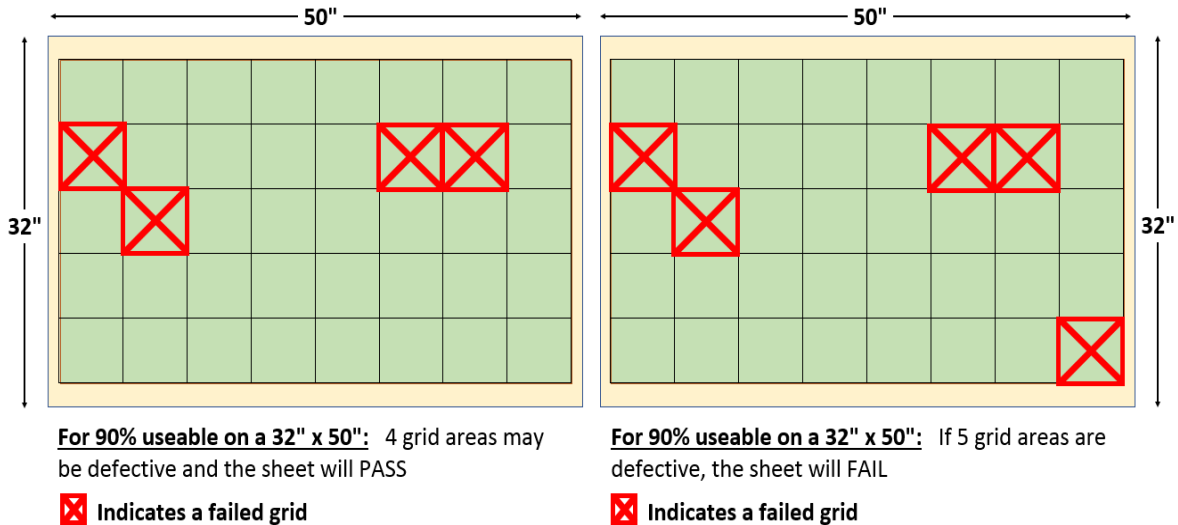 50"
50"
32"
32"
For 90% useable on a 32" x 50": 4 grid areas may
be defective and the sheet will PASS
Indicates a failed grid
For 90% useable on a 32" x 50": If 5 grid areas are
defective, the sheet will FAIL
Indicates a failed grid